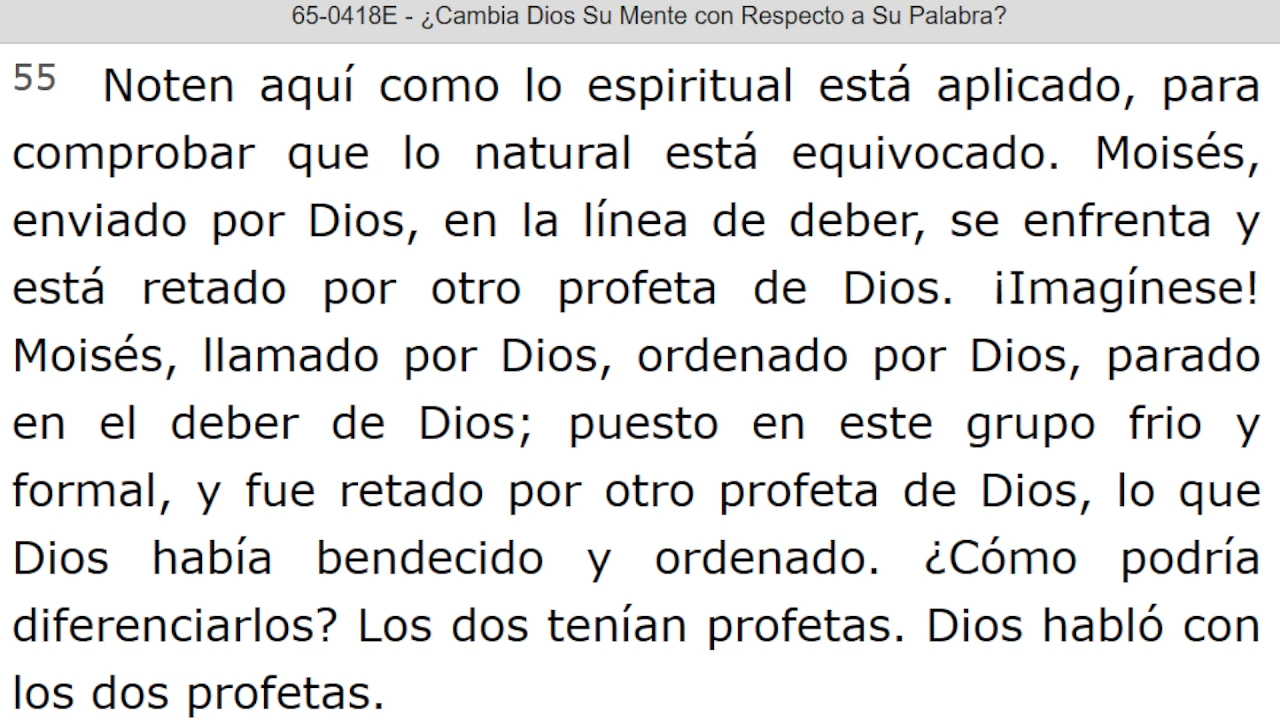 65-0418E - ¿Cambia Dios Su Mente con Respecto a Su Palabra?
55 Noten aquí como lo espiritual está aplicado, para
comprobar que lo natural está equivocado. Moisés,
enviado por Dios, en la línea de deber, se enfrenta y
está retado por otro profeta de Dios. ¡Imagínese!
Moisés, llamado por Dios, ordenado por Dios, parado
en el deber de Dios; puesto en este grupo frio y
formal, y fue retado por otro profeta de Dios, lo que
Dios había bendecido y ordenado. ¿Cómo podría
diferenciarlos? Los dos tenían profetas. Dios habló con
los dos profetas.